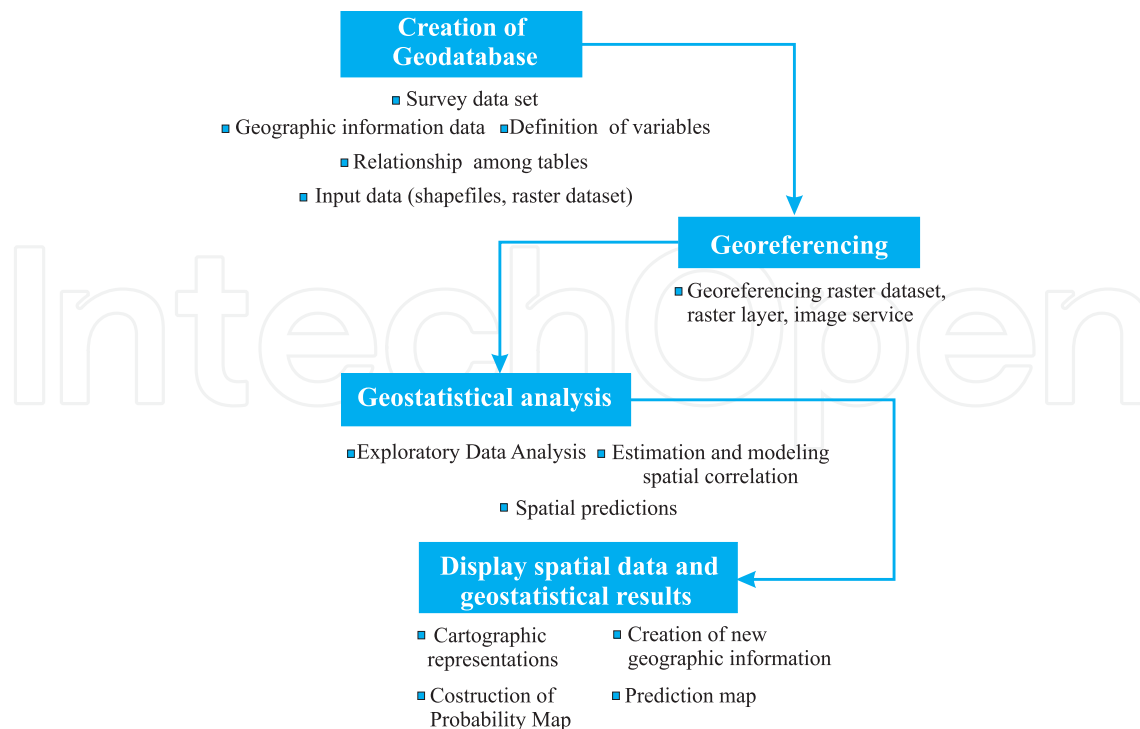 Creation of
Geodatabase
Survey data set
Geographic information data
Definition of variables
Relationship among tables
Input data (shapefiles, raster dataset)
Georeferencing
Georeferencing raster dataset,
raster layer, image service
IntechOpen
Geostatistical analysis
Exploratory Data Analysis
Estimation and modeling
spatial correlation
Spatial predictions
Display spatial data and
geostatistical results
Cartographic
representations
Creation of new
geographic information
Costruction of
Probability Map
Prediction map